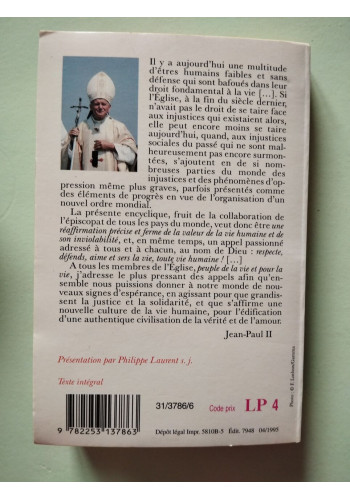 Il y a aujourd'hui une multitude
d'êtres humains faibles et sans
défense qui sont bafoués dans leur
droit fondamental à la vie [...]. Si
l'Église, à la fin du siècle dernier,
n'avait pas le droit de se taire face
aux injustices qui existaient alors,
elle peut encore moins se taire
aujourd'hui, quand, aux injustices
sociales du passé qui ne sont mal-
heureusement pas encore surmon-
tées, s'ajoutent en de si nom-
breuses parties du monde des
injustices et des phénomènes d'op-
pression même plus graves, parfois présentés comme
des éléments de progrès en vue de l'organisation d'un
nouvel ordre mondial.
La présente encyclique, fruit de la collaboration de
l'épiscopat de tous les pays du monde, veut donc être une
réaffirmation précise et ferme de la valeur de la vie humaine et de
son inviolabilité, et, en même temps, un appel passionné
adressé à tous et à chacun, au nom de Dieu : respecte,
défends, aime et sers la vie, toute vie humaine ! [...]
A tous les membres de l'Église, peuple de la vie et pour la
vie, j'adresse le plus pressant des appels afin qu'en-
semble nous puissions donner à notre monde de nou-
veaux signes d'espérance, en agissant pour que grandis-
sent la justice et la solidarité, et que s'affirme une
nouvelle culture de la vie humaine, pour l'édification
d'une authentique civilisation de la vérité et de l'amour.
Jean-Paul II
Présentation par Philippe Laurent s. j.
Texte intégral
31/3786/6
Code prix LP 4
9 782253 137863
Dépôt légal Impr. 5810B-5 Édit. 7948 04/1995
Photo : ©